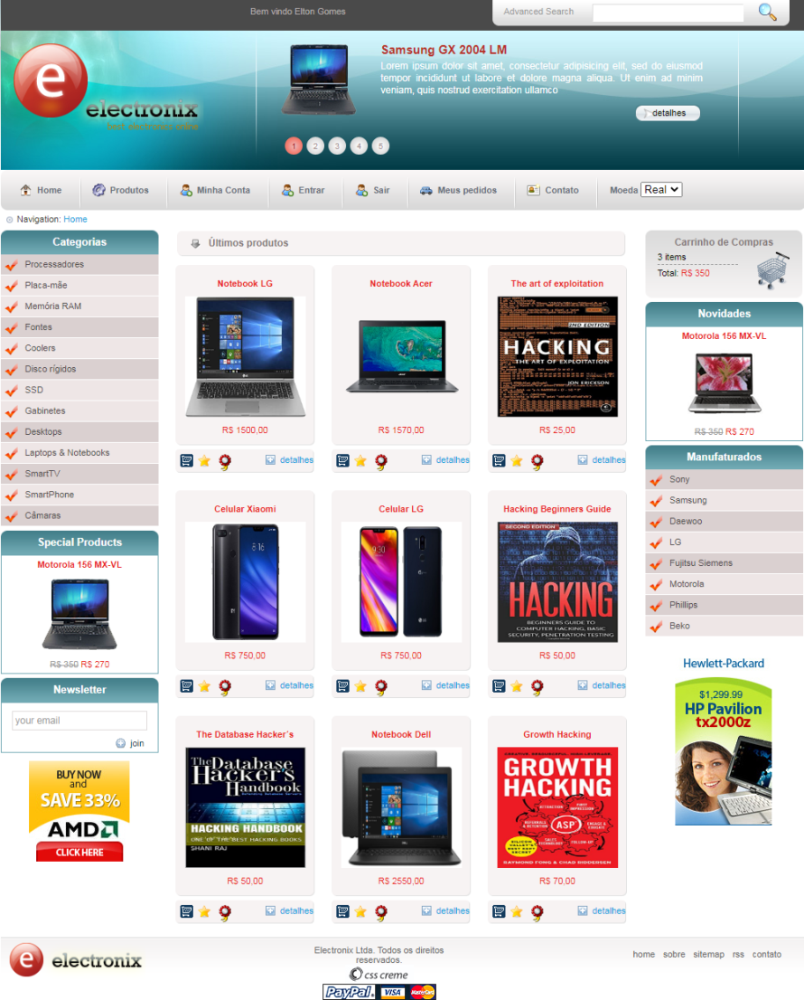 Bem vindo Elton Gomes
Advanced Search
e
electronix
Samsung GX 2004 LM
Lorem ipsum dolor sit amet, consectetur adipisicing elit, sed do eiusmod
tempor incididunt ut labore et dolore magna aliqua. Ut enim ad minim
veniam, quis nostrud exercitation ullamco
detalhes
1 2 3 4 5
Home Produtos Minha Conta Entrar Sair Meus pedidos Contato Moeda Real
Navigation: Home
Categorias
Processadores
Placa-mãe
Memória RAM
Fontes
Coolers
Disco rígidos
SSD
Gabinetes
Desktops
Laptops & Notebooks
SmartTV
SmartPhone
Câmaras
Special Products
Motorola 156 MX-VL
R$ 350 R$ 270
Newsletter
your email
join
BUY NOW
and
SAVE 33%
AMD
CLICK HERE
Últimos produtos
Notebook LG
R$ 1500,00
detalhes
Notebook Acer
R$ 1570,00
detalhes
The art of exploitation
2ND EDITION
HACKING
THE ART OF EXPLOITATION
JON ERICKSON
R$ 25,00
detalhes
Celular Xiaomi
R$ 750,00
detalhes
Celular LG
R$ 750,00
detalhes
Hacking Beginners Guide
SECOND EDITION
HACKING
BEGINNERS GUIDE TO
COMPUTER HACKING, BASIC
SECURITY, PENETRATION TESTING
R$ 50,00
detalhes
The Database Hacker´s
The Database
Hacker's
Handbook
HACKING HANDBOOK
ONE OF THE BEST HACKING BOOKS
SHANI RAJ
R$ 50,00
detalhes
Notebook Dell
R$ 2550,00
detalhes
Growth Hacking
GROWTH
HACKING
ASP
RAYMOND FONG & CHAD RIDDERSEN
R$ 70,00
detalhes
Carrinho de Compras
3 items
Total: R$ 350
Novidades
Motorola 156 MX-VL
R$ 350 R$ 270
Manufaturados
Sony
Samsung
Daewoo
LG
Fujitsu Siemens
Motorola
Phillips
Beko
Hewlett-Packard
$1,299.99
HP Pavilion
tx2000z
e electronix
Electronix Ltda. Todos os direitos
reservados.
css creme
PayPal. VISA MasterCard
home sobre sitemap rss contato